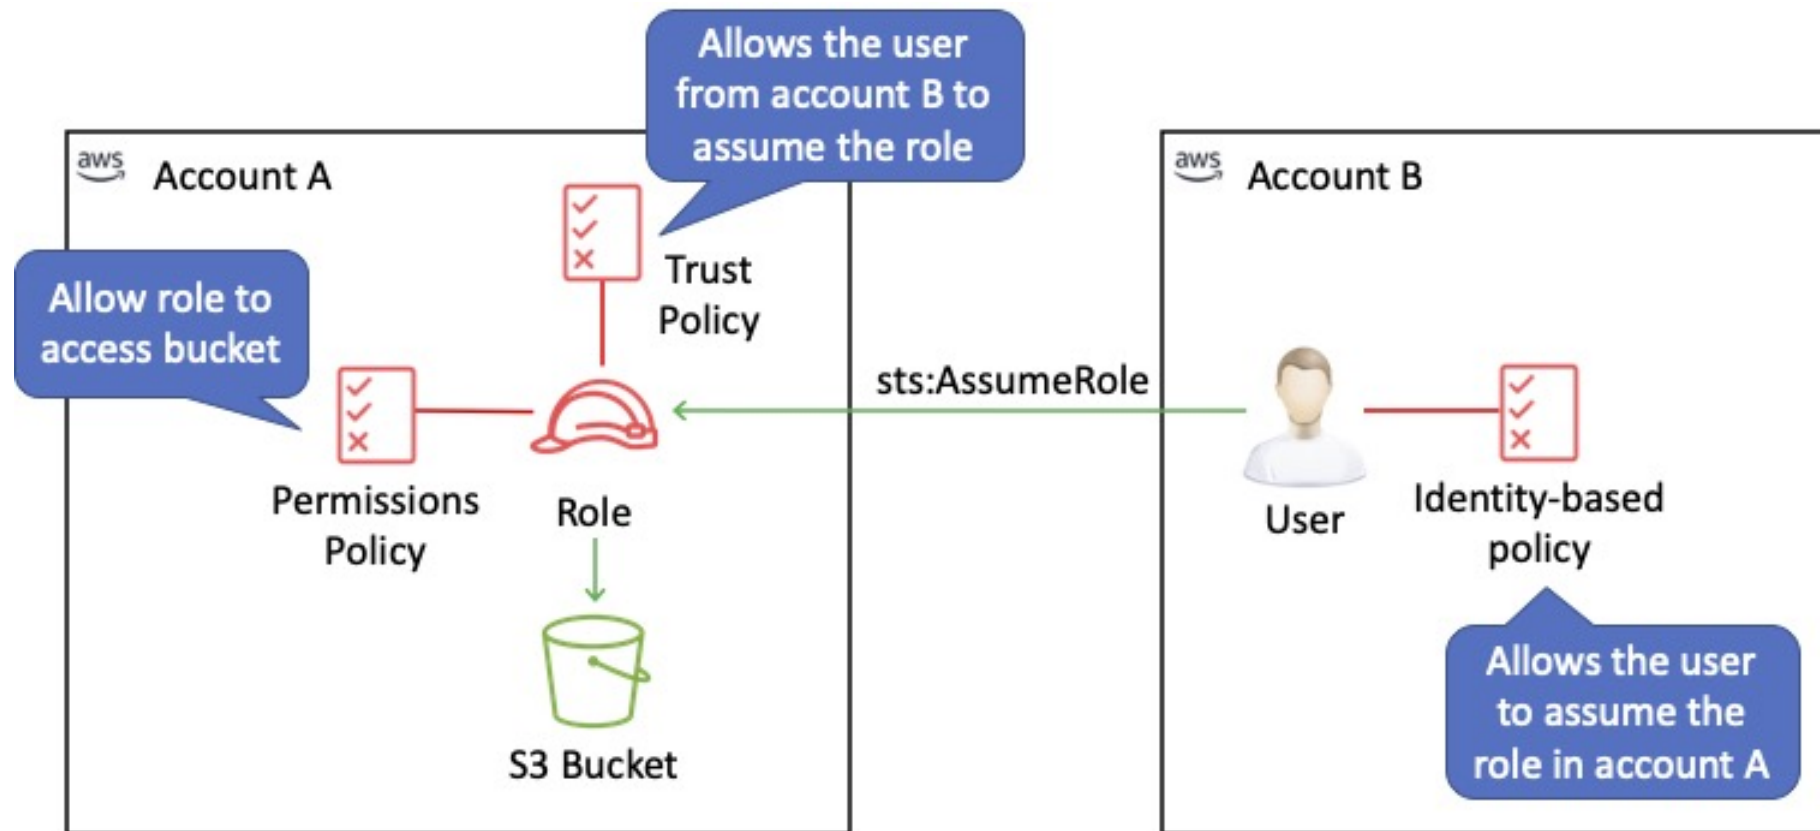 Allows the user
from account B to
assume the role
aws
Account A
aws
Account B
Allow role to
access bucket
Trust
Policy
sts:AssumeRole
Permissions
Policy
Role
User
Identity-based
policy
S3 Bucket
Allows the user
to assume the
role in account A